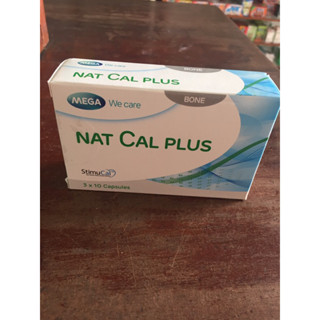 MEGA We care
BONE
NAT CAL PLUS
StimuCal
3 x 10 Capsules